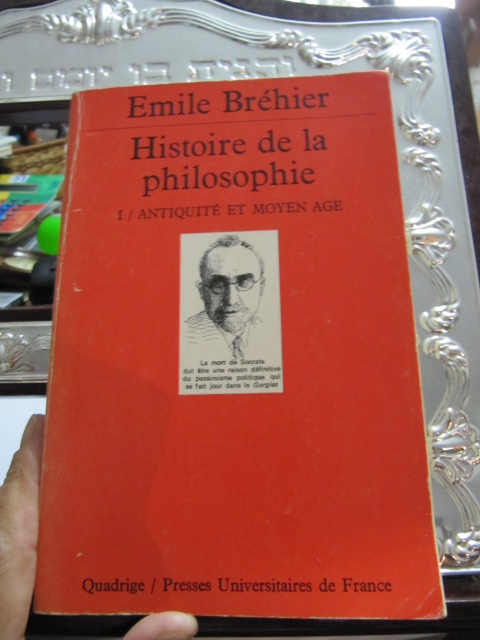 Emile Bréhier
Histoire de la
philosophie
I / ANTIQUITÉ ET MOYEN AGE
La mort de Socrate
dut être une raison définitive
du pessimisme politique qui
se fait jour dans le Gorgias
Quadrige / Presses Universitaires de France